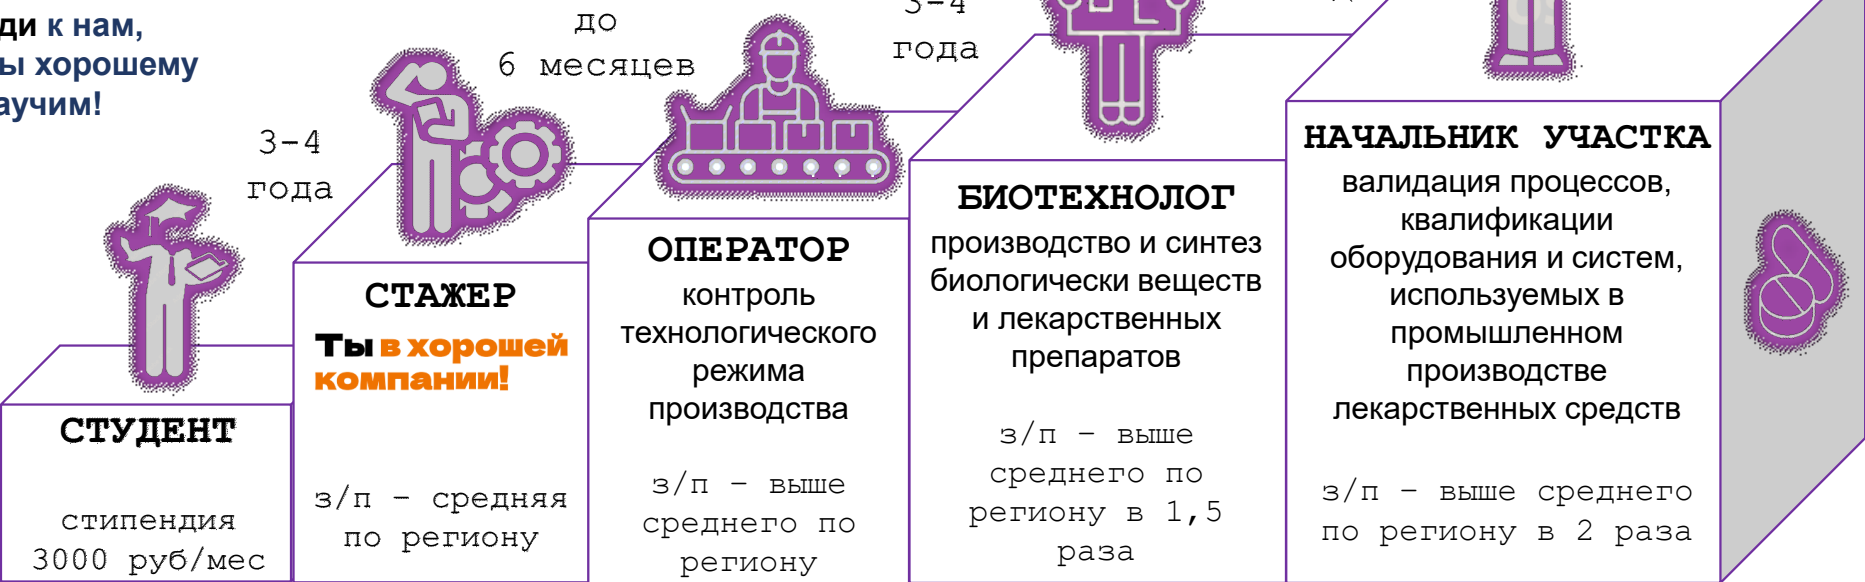 ди к нам,
ы хорошему
аучим!
3-4
года
до
6 месяцев
3-4
года
СТУДЕНТ
стипендия
3000 руб/мес
СТАЖЕР
Ты в хорошей
компании!
з/п - средняя
по региону
ОПЕРАТОР
контроль
технологического
режима
производства
з/п - выше
среднего по
региону
БИОТЕХНОЛОГ
производство и синтез
биологически веществ
и лекарственных
препаратов
з/п - выше
среднего по
региону в 1,5
раза
НАЧАЛЬНИК УЧАСТКА
валидация процессов,
квалификации
оборудования и систем,
используемых в
промышленном
производстве
лекарственных средств
з/п - выше среднего
по региону в 2 раза